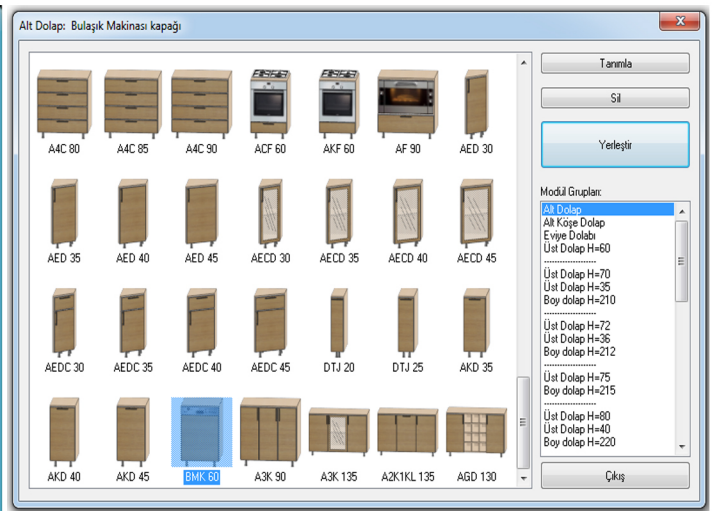 Alt Dolap: Bulaşık Makinası kapağı
A4C 80 A4C 85 A4C 90 ACF 60 AKF 60 AF 90 AED 30
AED 35 AED 40 AED 45 AECD 30 AECD 35 AECD 40 AECD 45
AEDC 30 AEDC 35 AEDC 40 AEDC 45 DTJ 20 DTJ 25 AKD 35
AKD 40 AKD 45 BMK 60 A3K 90 A3K 135 A2K1KL 135 AGD 130
Tanımla
Sil
Yerleştir
Modül Grupları:
Alt Dolap
Alt Köşe Dolap
Eviye Dolabı
Üst Dolap H=60
--------------------
Üst Dolap H=70
Üst Dolap H=35
Boy dolap H=210
--------------------
Üst Dolap H=72
Üst Dolap H=36
Boy dolap H=212
--------------------
Üst Dolap H=75
Boy dolap H=215
--------------------
Üst Dolap H=80
Üst Dolap H=40
Boy dolap H=220
Çıkış